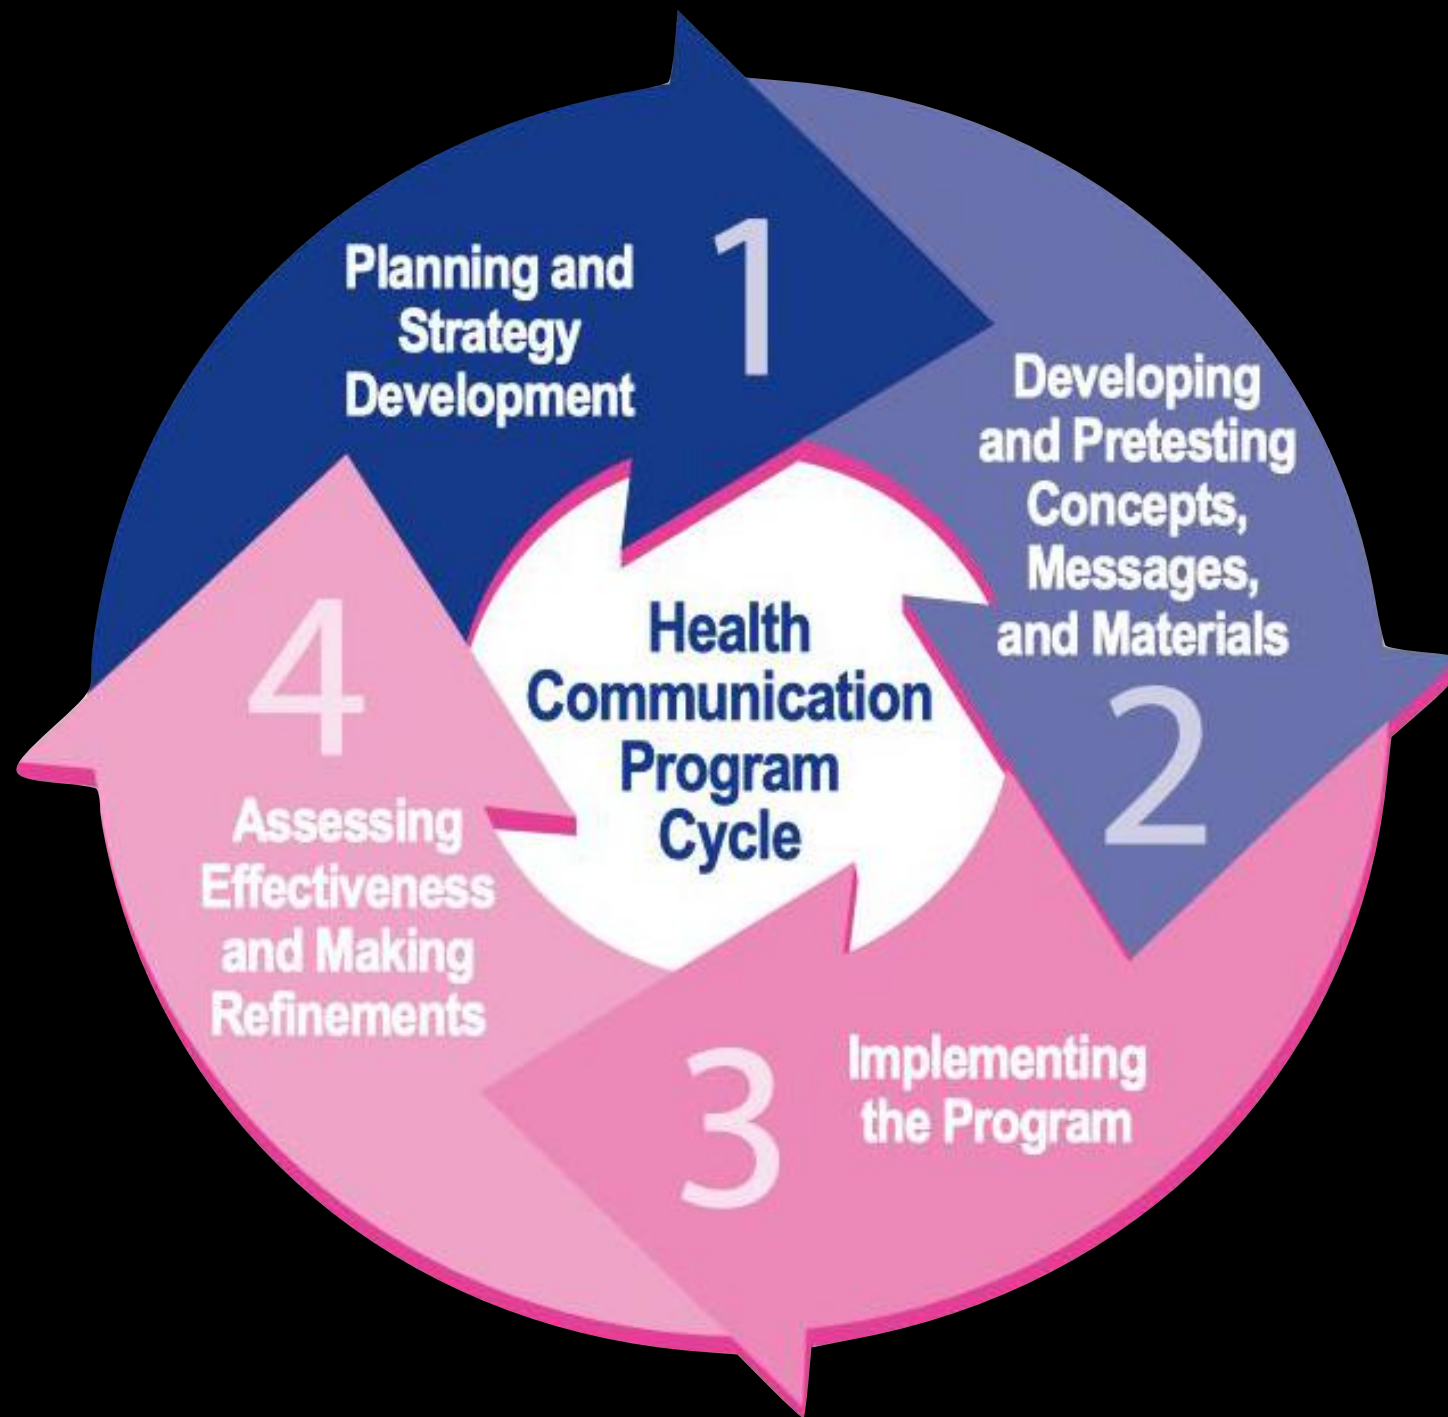 1
Planning and
Strategy
Development
Developing
and Pretesting
Concepts,
Messages,
and Materials
2
Health
Communication
Program
Cycle
3
Implementing
the Program
4
Assessing
Effectiveness
and Making
Refinements